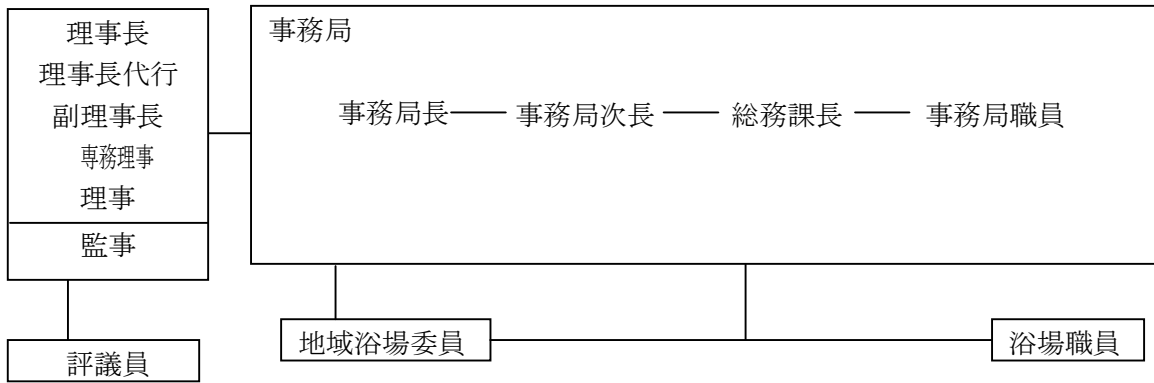 理事長
理事長代行
副理事長
専務理事
理事
監事
評議員
事務局
事務局長 事務局次長 総務課長 事務局職員
地域浴場委員
浴場職員